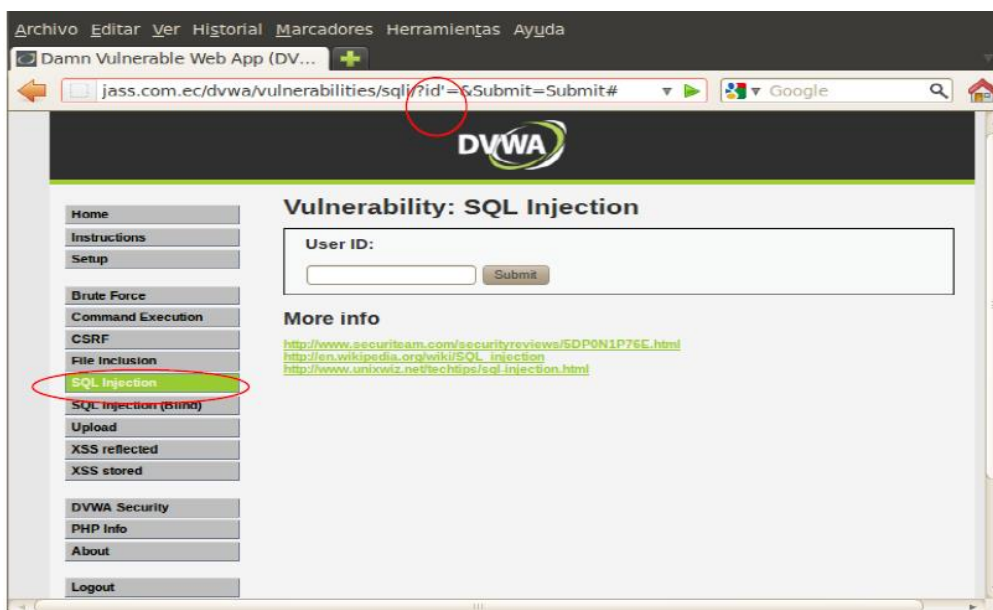 Archivo Editar Ver Historial Marcadores Herramientas Ayuda
Damn Vulnerable Web App (DV...
jass.com.ec/dvwa/vulnerabilities/sqli/?id'=&Submit=Submit#
Google
DVWA
Home
Instructions
Setup
Brute Force
Command Execution
CSRF
File Inclusion
SQL Injection
SQL Injection (Blind)
Upload
XSS reflected
XSS stored
DVWA Security
PHP Info
About
Logout
Vulnerability: SQL Injection
User ID:
Submit
More info
http://www.securiteam.com/securityreviews/5DP0N1P76E.html
http://en.wikipedia.org/wiki/SQL_injection
http://www.unixwiz.net/techtips/sql-injection.html